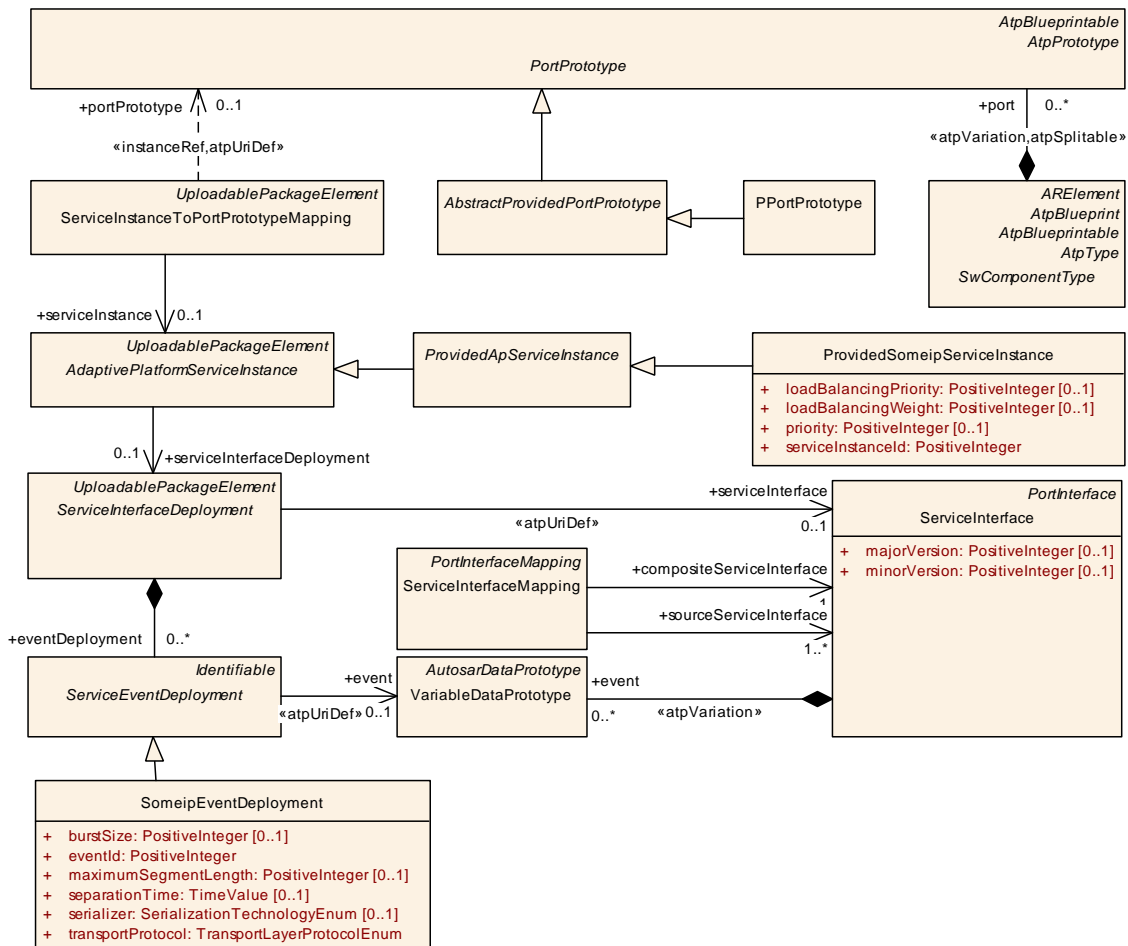 AtpBlueprintable
AtpPrototype
PortPrototype
+portPrototype
0..1
+port
0..*
«instanceRef,atpUriDef»
«atpVariation,atpSplitable»
UploadablePackageElement
ServiceInstanceToPortPrototypeMapping
AbstractProvidedPortPrototype
PPortPrototype
ARElement
AtpBlueprint
AtpBlueprintable
AtpType
SwComponentType
+serviceInstance
0..1
UploadablePackageElement
AdaptivePlatformServiceInstance
ProvidedApServiceInstance
ProvidedSomeipServiceInstance
+ loadBalancingPriority: PositiveInteger [0..1]
+ loadBalancingWeight: PositiveInteger [0..1]
+ priority: PositiveInteger [0..1]
+ serviceInstanceId: PositiveInteger
0..1
+serviceInterfaceDeployment
UploadablePackageElement
ServiceInterfaceDeployment
+serviceInterface
«atpUriDef»
0..1
PortInterface
ServiceInterface
+ majorVersion: PositiveInteger [0..1]
+ minorVersion: PositiveInteger [0..1]
PortInterfaceMapping
ServiceInterfaceMapping
+compositeServiceInterface
1
+sourceServiceInterface
1..*
+eventDeployment
0..*
Identifiable
ServiceEventDeployment
+event
«atpUriDef»
0..1
AutosarDataPrototype
VariableDataPrototype
+event
0..*
«atpVariation»
SomeipEventDeployment
+ burstSize: PositiveInteger [0..1]
+ eventId: PositiveInteger
+ maximumSegmentLength: PositiveInteger [0..1]
+ separationTime: TimeValue [0..1]
+ serializer: SerializationTechnologyEnum [0..1]
+ transportProtocol: TransportLayerProtocolEnum